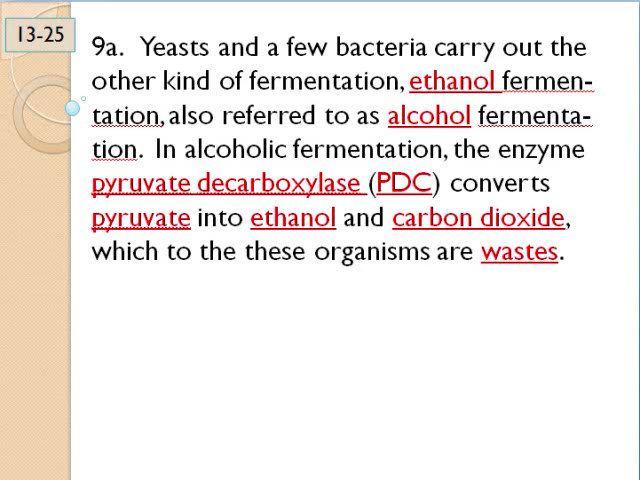 13-25
9a. Yeasts and a few bacteria carry out the
other kind of fermentation, ethanol fermen-
tation, also referred to as alcohol fermenta-
tion. In alcoholic fermentation, the enzyme
pyruvate decarboxylase (PDC) converts
pyruvate into ethanol and carbon dioxide,
which to the these organisms are wastes.